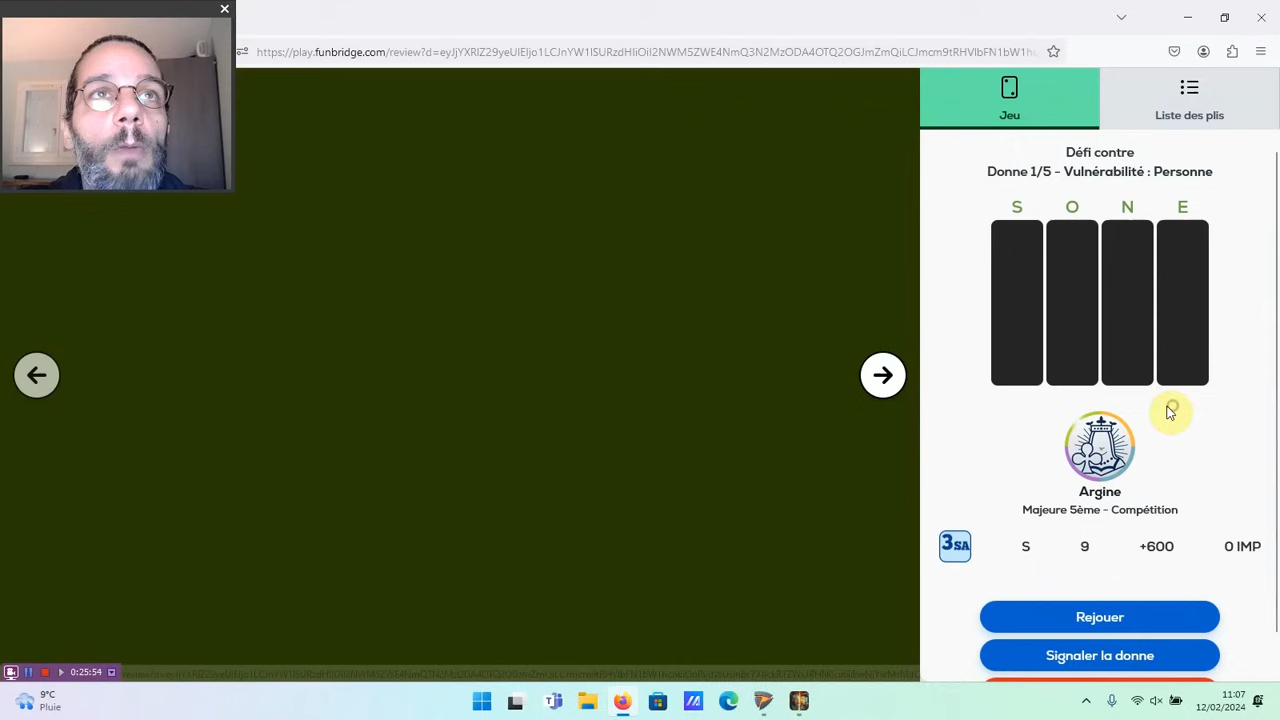 https://play.funbridge.com/review?d=
Jeu
Liste des plis
Défi contre
Donne 1/5 - Vulnérabilité : Personne
S O N E
Argine
Majeure 5ème - Compétition
3SA S 9 +600 0 IMP
Rejouer
Signaler la donne
0:25:54
9°C
Pluie
11:07
12/02/2024